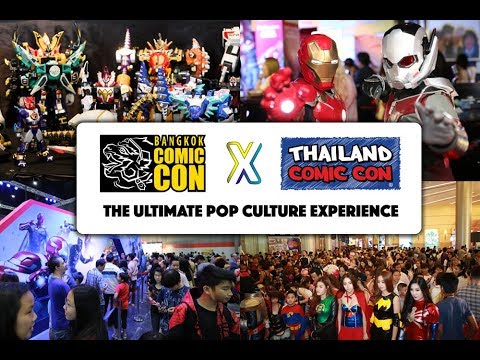 BANGKOK
COMIC
CON
X
THAILAND
COMIC CON
THE ULTIMATE POP CULTURE EXPERIENCE